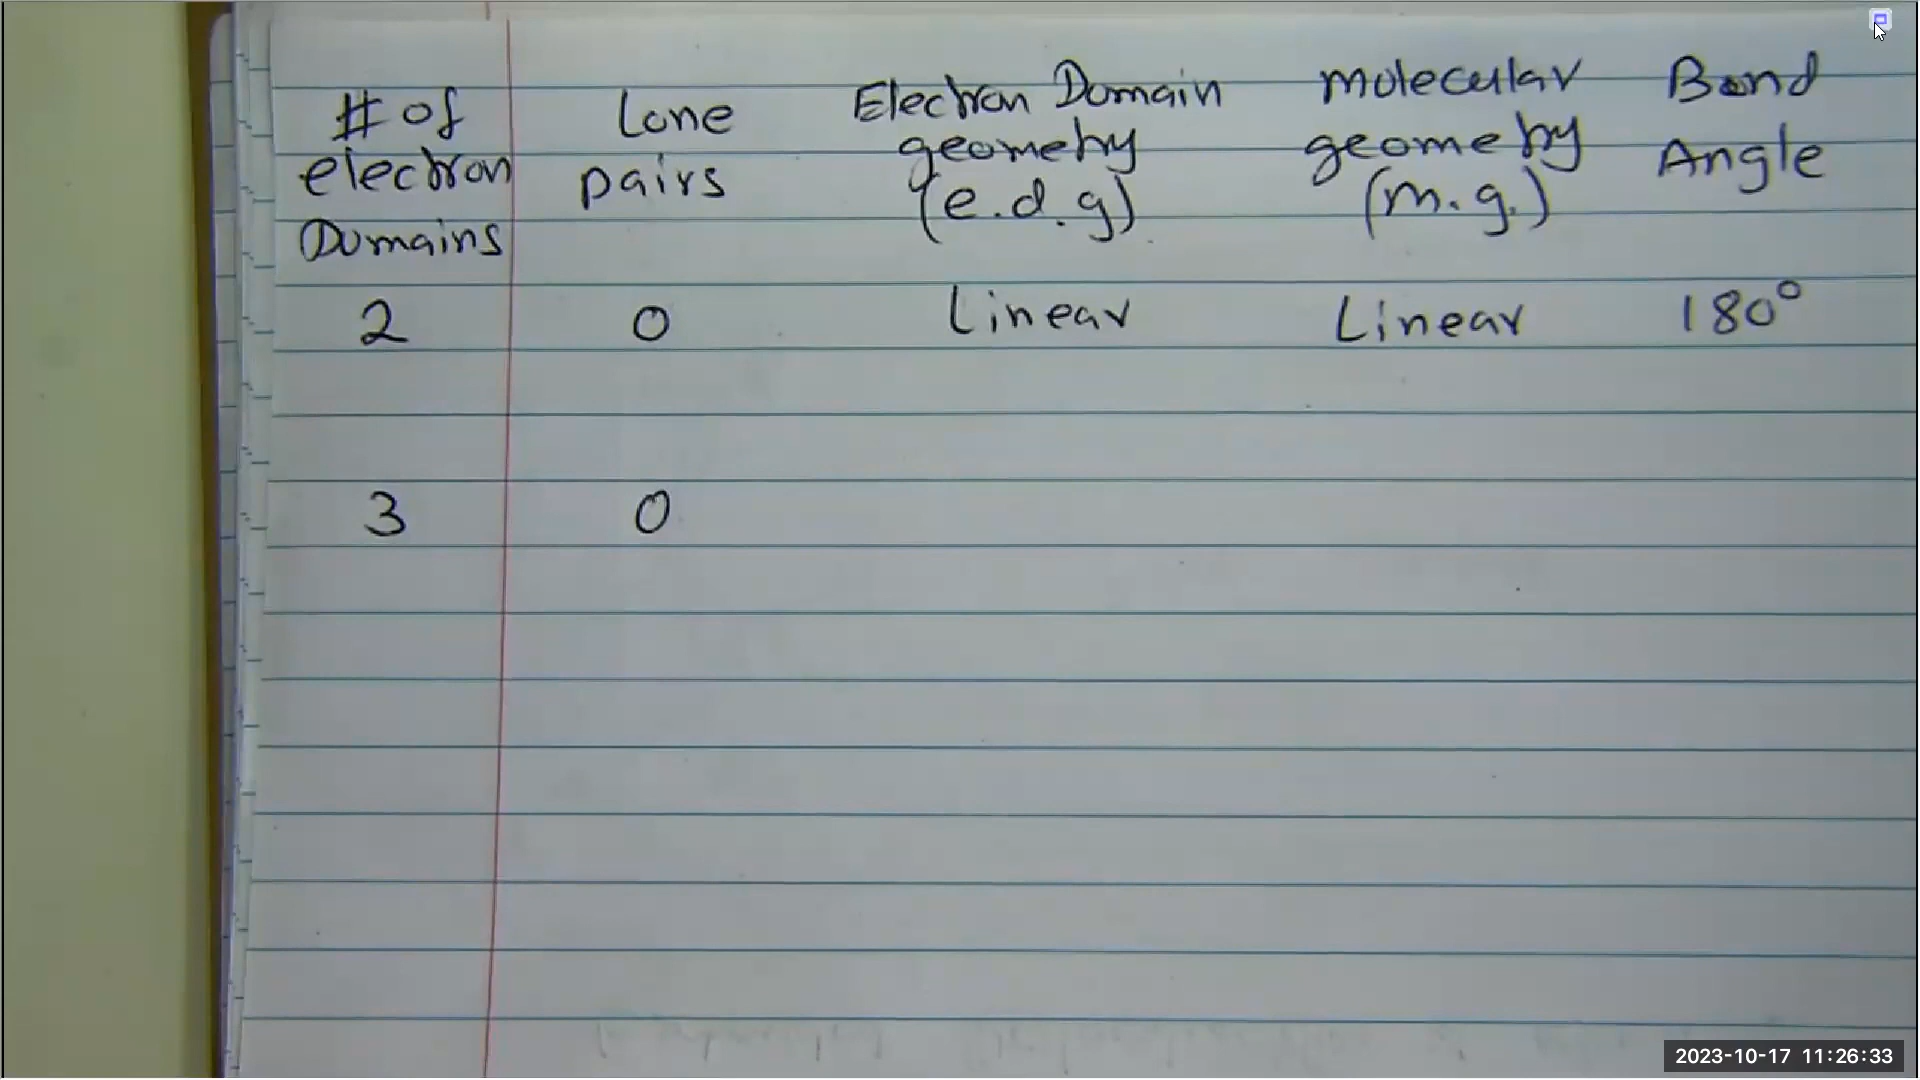 # of electron Domains
Lone pairs
Electron Domain geometry (e.d.g)
molecular geometry (m.g.)
Bond Angle
2 0 Linear Linear 180°
3 0
2023-10-17 11:26:33